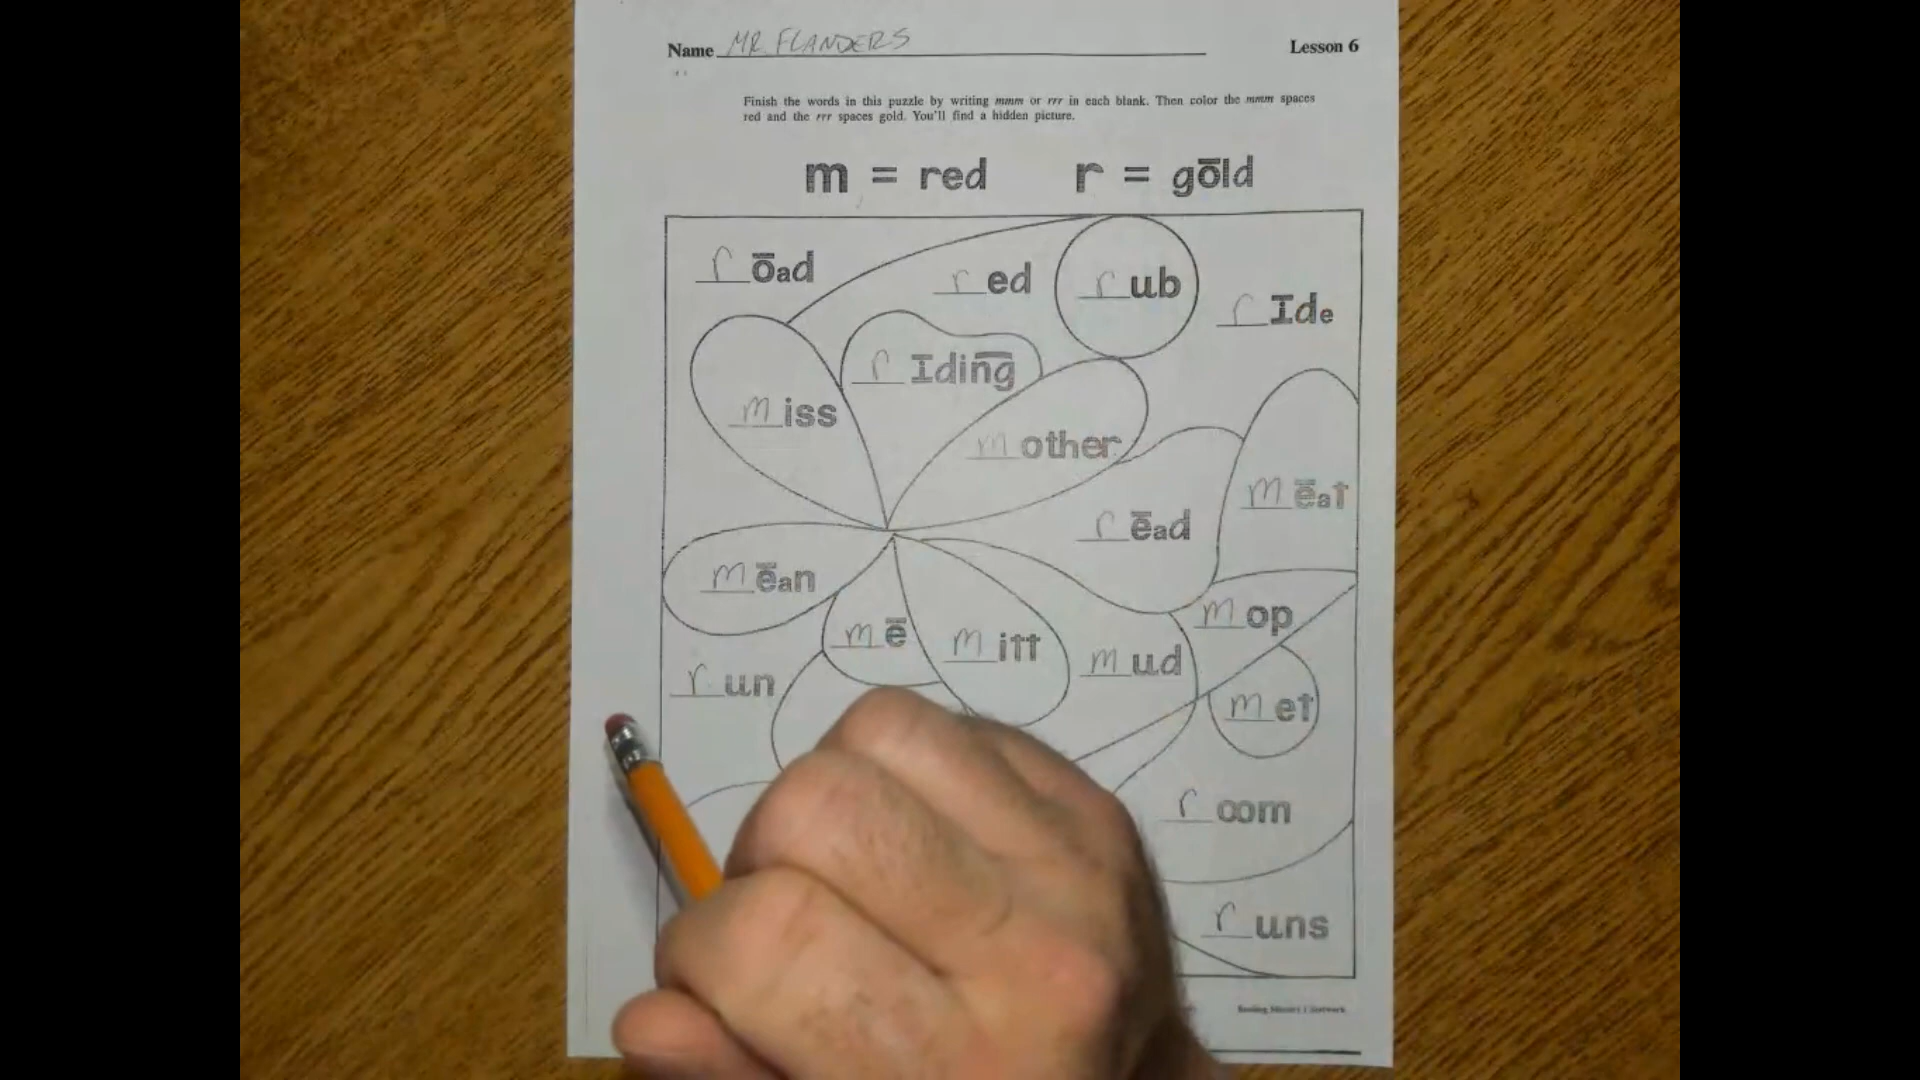 Name MR FLANDERS Lesson 6
Finish the words in this puzzle by writing mmm or rrr in each blank. Then color the mmm spaces
red and the rrr spaces gold. You'll find a hidden picture.
m = red r = gōld
r ōad
r ed
r ub
r īde
r īdinḡ
m iss
m other
m ēat
r ēad
m ēan
m op
m ē
m itt
m ud
r un
m et
r oom
r uns